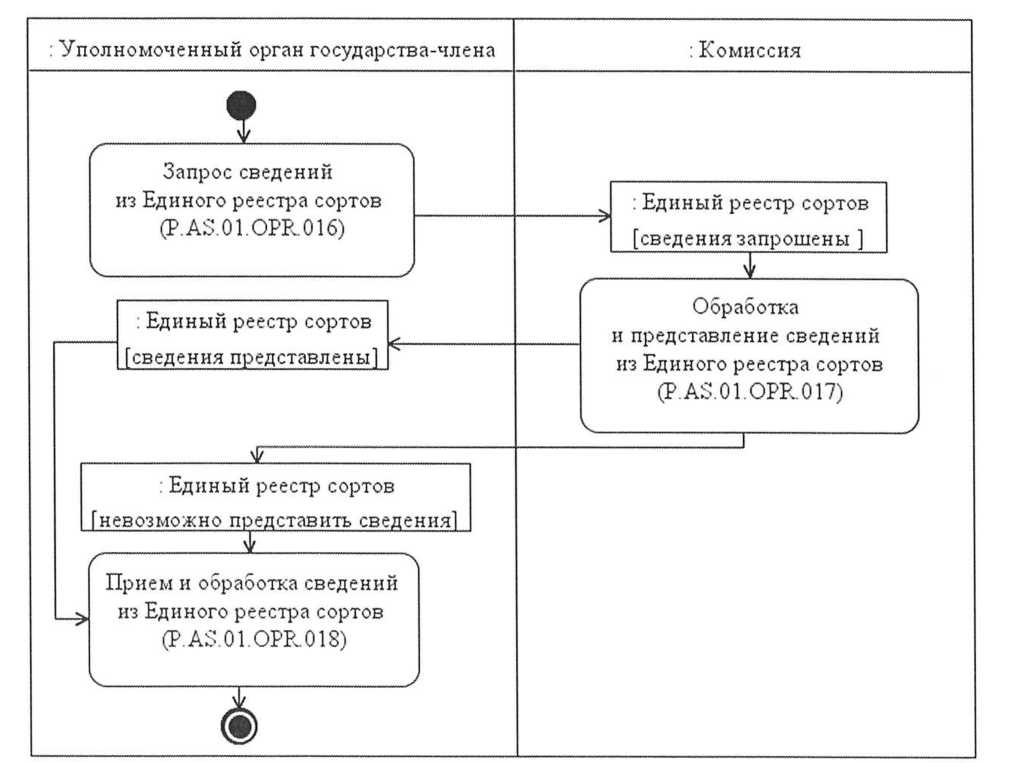 : Уполномоченный орган государства-члена
: Комиссия
Запрос сведений
из Единого реестра сортов
(P.AS.01.OPR.016)
: Единый реестр сортов
[сведения запрошены ]
Обработка
и представление сведений
из Единого реестра сортов
(P.AS.01.OPR.017)
: Единый реестр сортов
[сведения представлены]
: Единый реестр сортов
[невозможно представить сведения]
Прием и обработка сведений
из Единого реестра сортов
(P.AS.01.OPR.018)